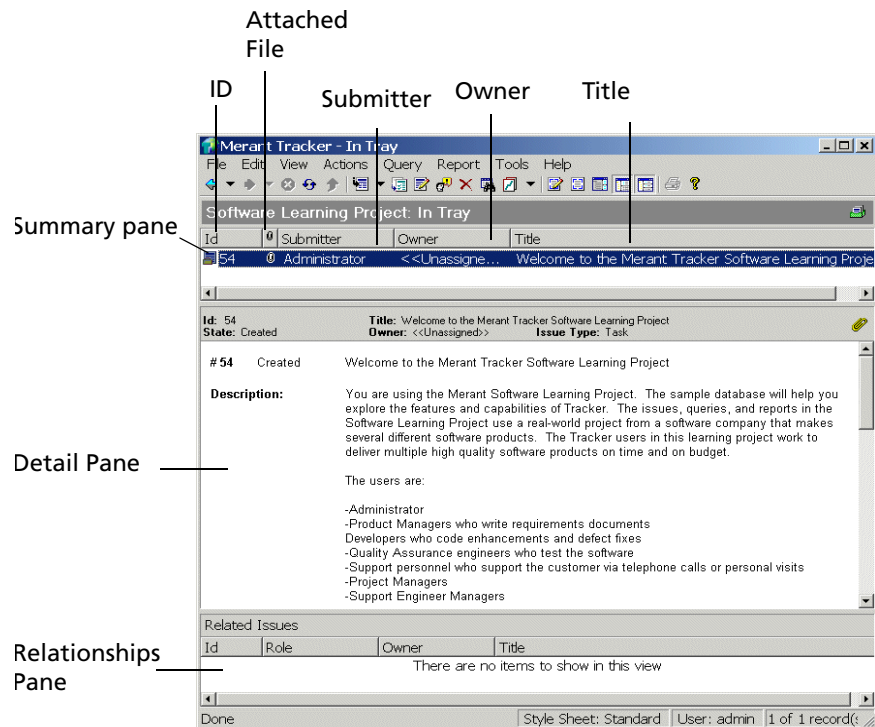 Attached
File
ID
Submitter
Owner
Title
Merant Tracker - In Tray
File Edit View Actions Query Report Tools Help
Software Learning Project: In Tray
Summary pane
Id Submitter Owner Title
54 Administrator <<Unassigne... Welcome to the Merant Tracker Software Learning Proje
Id: 54 Title: Welcome to the Merant Tracker Software Learning Project
State: Created Owner: <<Unassigned>> Issue Type: Task
# 54 Created Welcome to the Merant Tracker Software Learning Project
Description: You are using the Merant Software Learning Project. The sample database will help you
explore the features and capabilities of Tracker. The issues, queries, and reports in the
Software Learning Project use a real-world project from a software company that makes
several different software products. The Tracker users in this learning project work to
deliver multiple high quality software products on time and on budget.
Detail Pane
The users are:
-Administrator
-Product Managers who write requirements documents
Developers who code enhancements and defect fixes
-Quality Assurance engineers who test the software
-Support personnel who support the customer via telephone calls or personal visits
-Project Managers
-Support Engineer Managers
Related Issues
Id Role Owner Title
Relationships
Pane
There are no items to show in this view
Done Style Sheet: Standard User: admin 1 of 1 record(s